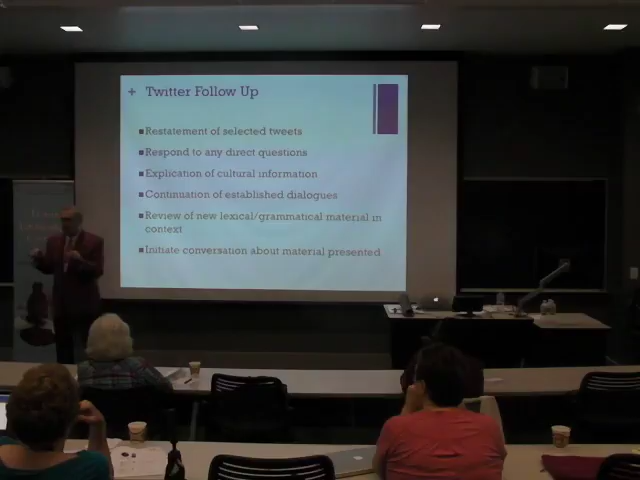 + Twitter Follow Up
■Restatement of selected tweets
■Respond to any direct questions
■Explication of cultural information
■Continuation of established dialogues
■Review of new lexical/grammatical material in
context
■Initiate conversation about material presented